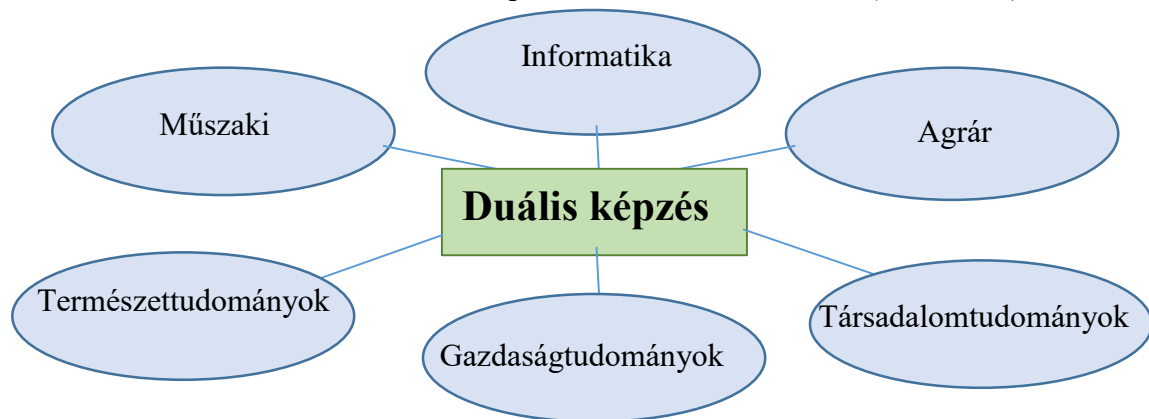 Informatika
Műszaki
Agrár
Duális képzés
Természettudományok
Társadalomtudományok
Gazdaságtudományok